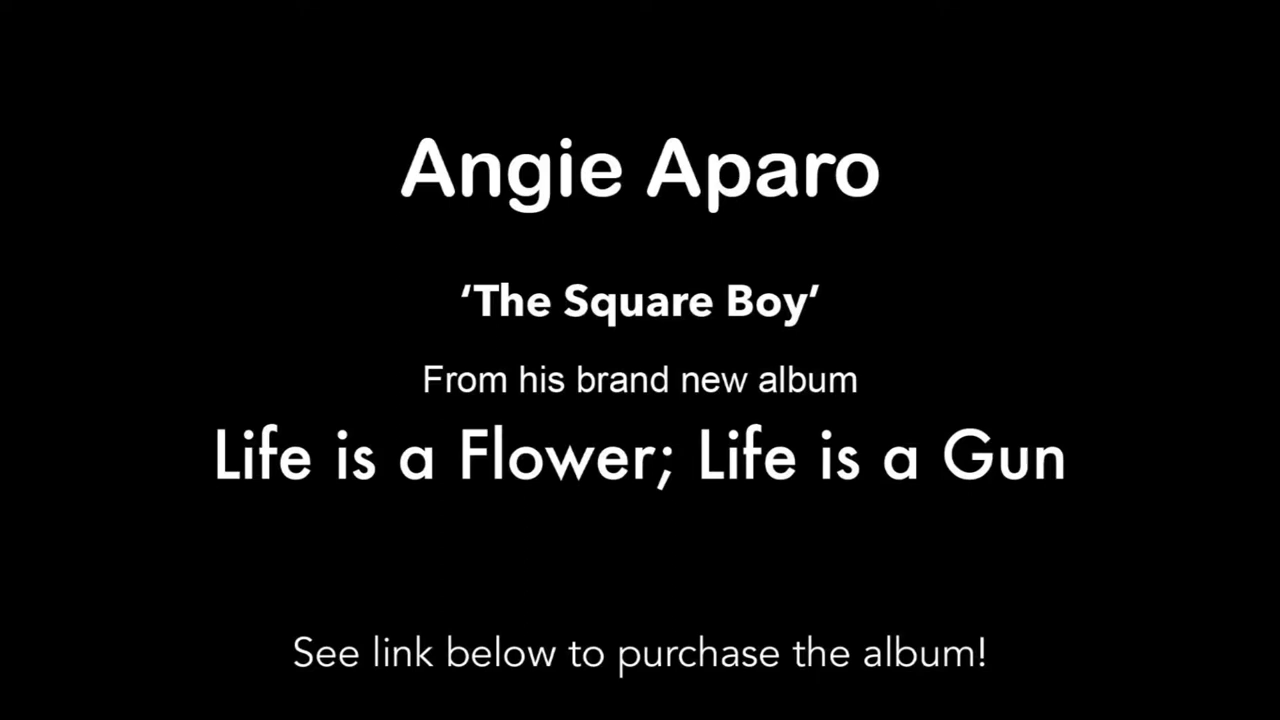 Angie Aparo
‘The Square Boy’
From his brand new album
Life is a Flower; Life is a Gun
See link below to purchase the album!